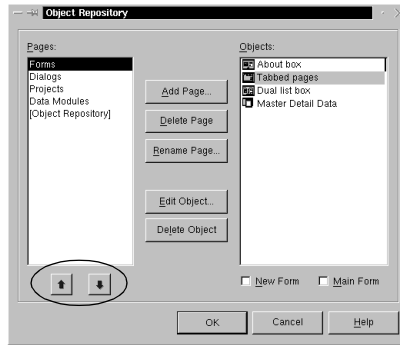 Object Repository
Pages:
Forms
Dialogs
Projects
Data Modules
[Object Repository]
Add Page...
Delete Page
Rename Page...
Edit Object...
Delete Object
Objects:
About box
Tabbed pages
Dual list box
Master Detail Data
New Form
Main Form
OK
Cancel
Help